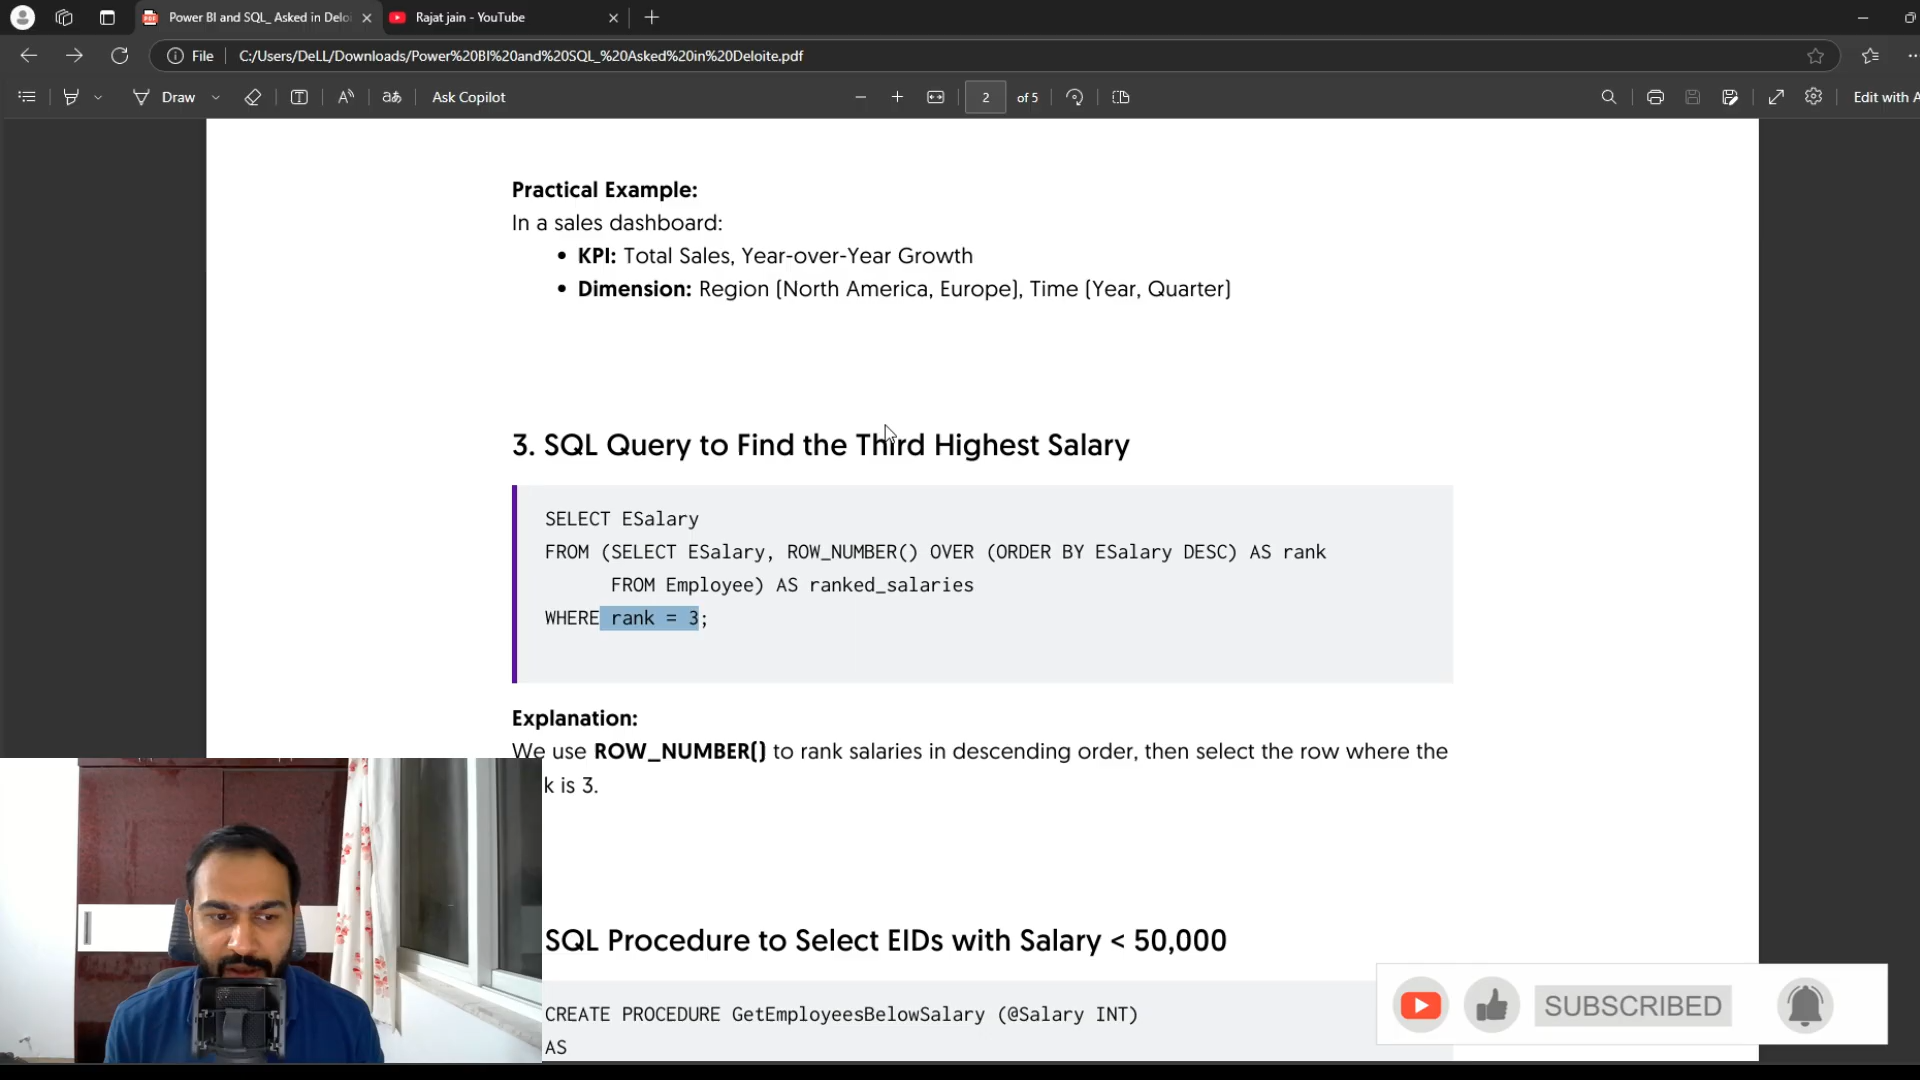 Power BI and SQL_ Asked in Delo
Rajat jain - YouTube
File
C:/Users/DeLL/Downloads/Power%20BI%20and%20SQL_%20Asked%20in%20Deloite.pdf
Draw
Ask Copilot
2
of 5
Edit with A
Practical Example:
In a sales dashboard:
• KPI: Total Sales, Year-over-Year Growth
• Dimension: Region (North America, Europe), Time (Year, Quarter)
3. SQL Query to Find the Third Highest Salary
SELECT ESalary
FROM (SELECT ESalary, ROW_NUMBER() OVER (ORDER BY ESalary DESC) AS rank
FROM Employee) AS ranked_salaries
WHERE rank = 3;
Explanation:
We use ROW_NUMBER() to rank salaries in descending order, then select the row where the
k is 3.
SQL Procedure to Select EIDs with Salary < 50,000
CREATE PROCEDURE GetEmployeesBelowSalary (@Salary INT)
AS
SUBSCRIBED